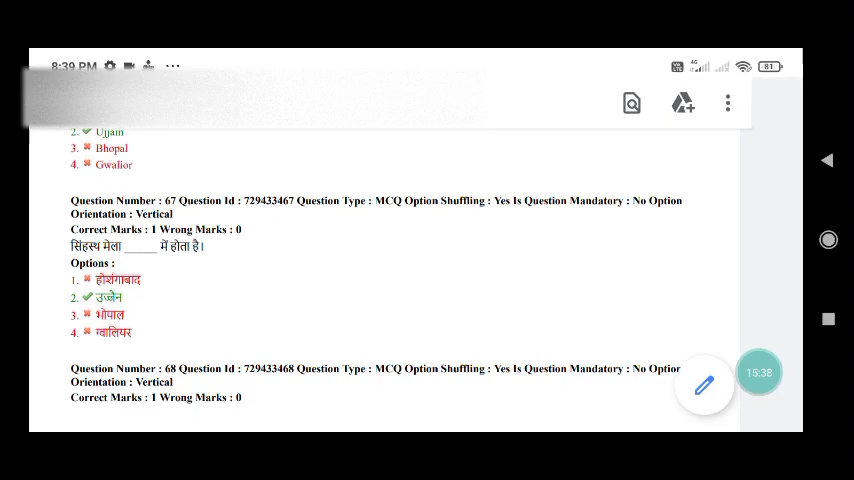 8:39 PM
4G
81
2. Ujjain
3. Bhopal
4. Gwalior
Question Number : 67 Question Id : 729433467 Question Type : MCQ Option Shuffling : Yes Is Question Mandatory : No Option
Orientation : Vertical
Correct Marks : 1 Wrong Marks : 0
सिंहस्थ मेला ______ में होता है।
Options :
1. होशंगाबाद
2. उज्जैन
3. भोपाल
4. ग्वालियर
Question Number : 68 Question Id : 729433468 Question Type : MCQ Option Shuffling : Yes Is Question Mandatory : No Option
Orientation : Vertical
Correct Marks : 1 Wrong Marks : 0
15:38